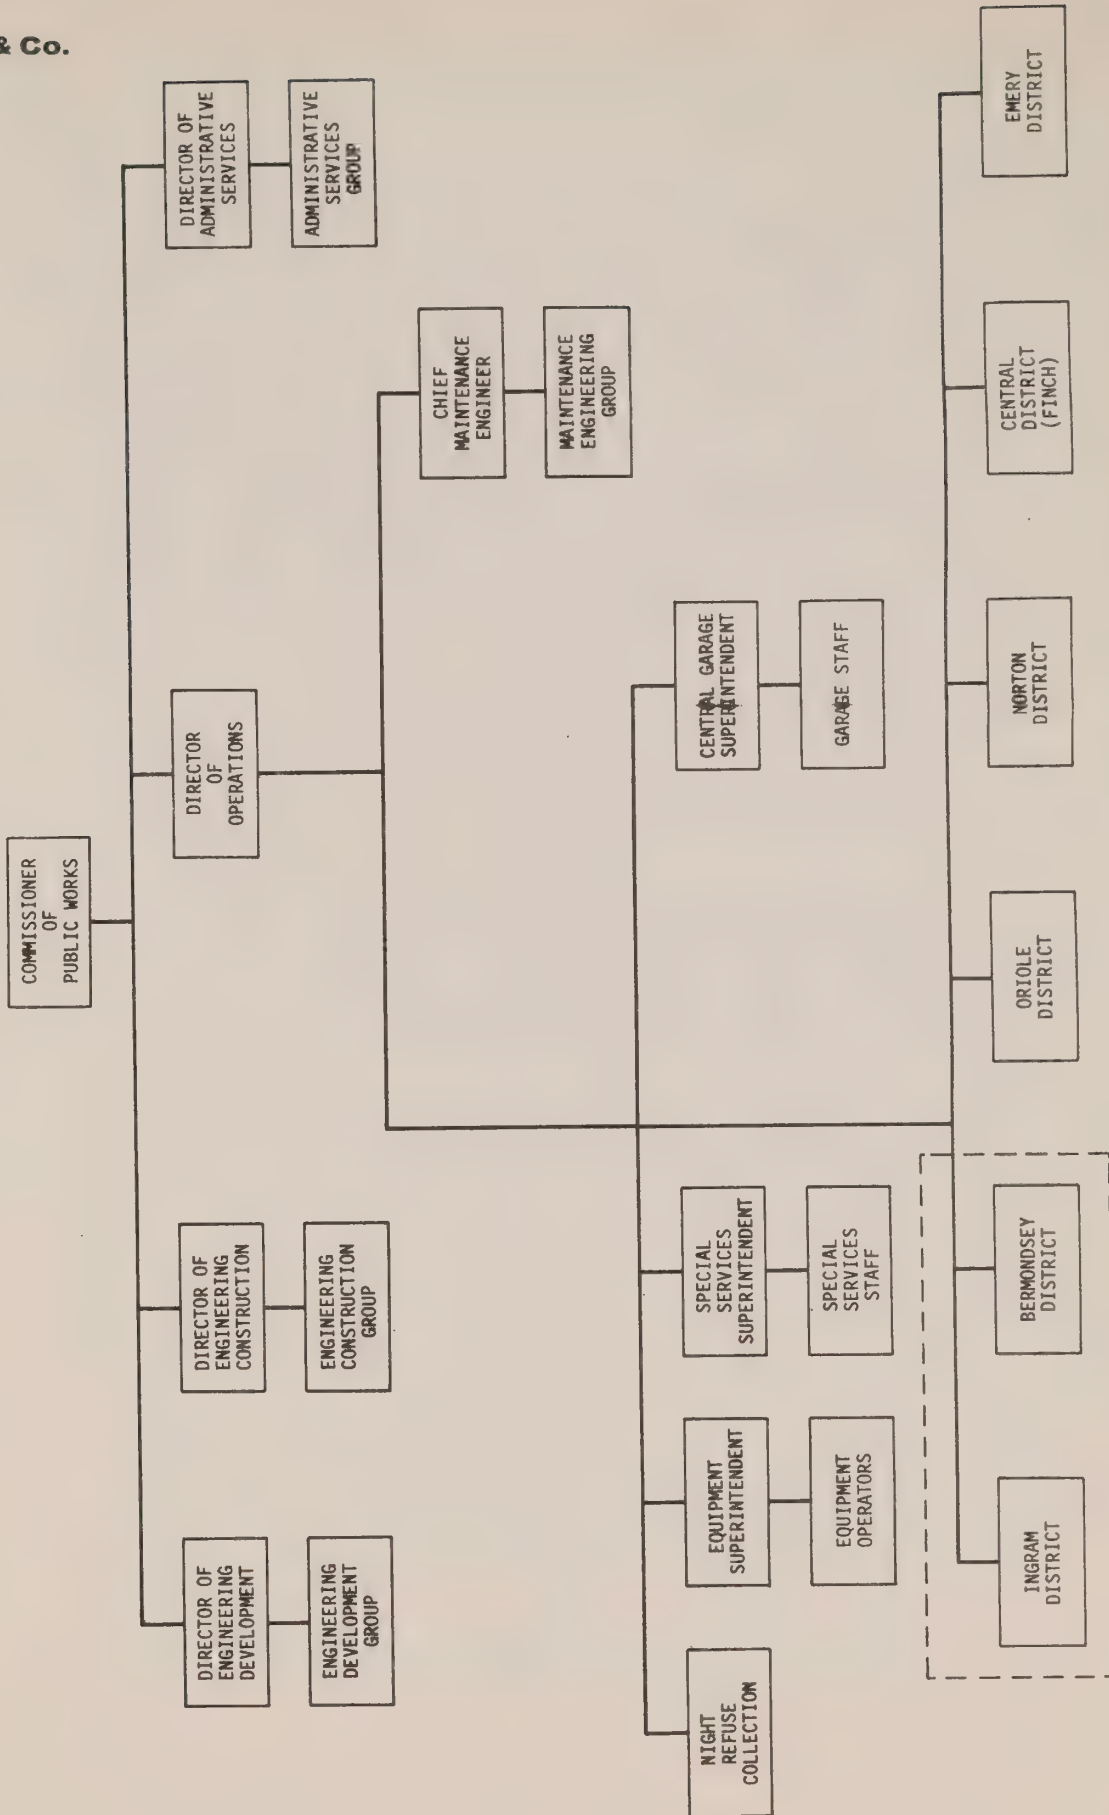 & Co.
COMMISSIONER
OF
PUBLIC WORKS
DIRECTOR OF
ENGINEERING
DEVELOPMENT
DIRECTOR OF
ENGINEERING
CONSTRUCTION
DIRECTOR
OF
OPERATIONS
DIRECTOR OF
ADMINISTRATIVE
SERVICES
ENGINEERING
DEVELOPMENT
GROUP
ENGINEERING
CONSTRUCTION
GROUP
ADMINISTRATIVE
SERVICES
GROUP
CHIEF
MAINTENANCE
ENGINEER
MAINTENANCE
ENGINEERING
GROUP
NIGHT
REFUSE
COLLECTION
EQUIPMENT
SUPERINTENDENT
SPECIAL
SERVICES
SUPERINTENDENT
CENTRAL GARAGE
SUPERINTENDENT
EQUIPMENT
OPERATORS
SPECIAL
SERVICES
STAFF
GARAGE STAFF
INGRAM
DISTRICT
BERMONDSEY
DISTRICT
ORIOLE
DISTRICT
NORTON
DISTRICT
CENTRAL
DISTRICT
(FINCH)
EMERY
DISTRICT